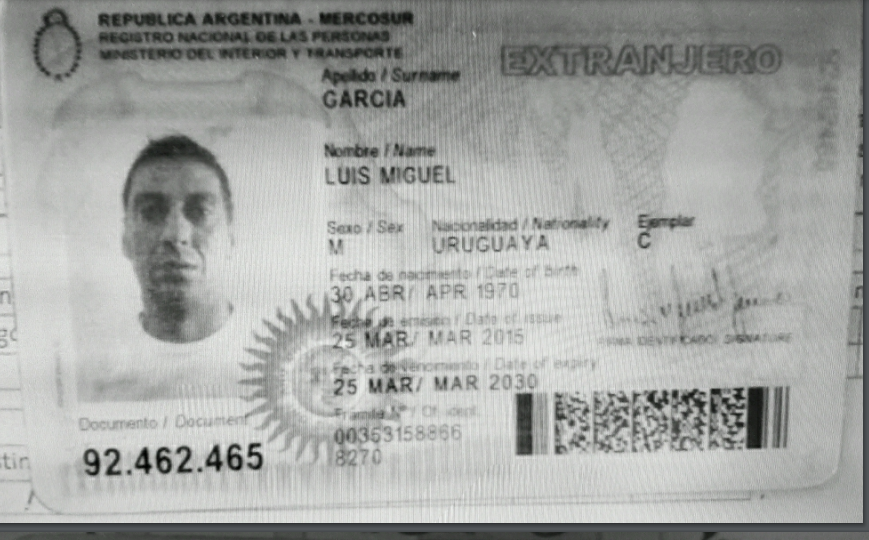 REPUBLICA ARGENTINA - MERCOSUR
REGISTRO NACIONAL DE LAS PERSONAS
MINISTERIO DEL INTERIOR Y TRANSPORTE
EXTRANJERO
Apellido / Surname
GARCIA
Nombre / Name
LUIS MIGUEL
Sexo / Sex Nacionalidad / Nationality Ejemplar
M URUGUAYA C
Fecha de nacimiento / Date of birth
30 ABR/ APR 1970
Fecha de emisión / Date of issue
25 MAR/ MAR 2015
FIRMA IDENTIFICADO/ SIGNATURE
Fecha de vencimiento / Date of expiry
25 MAR/ MAR 2030
Documento / Document
92.462.465
Trámite Nº / Of. ident.
00353158866
8270